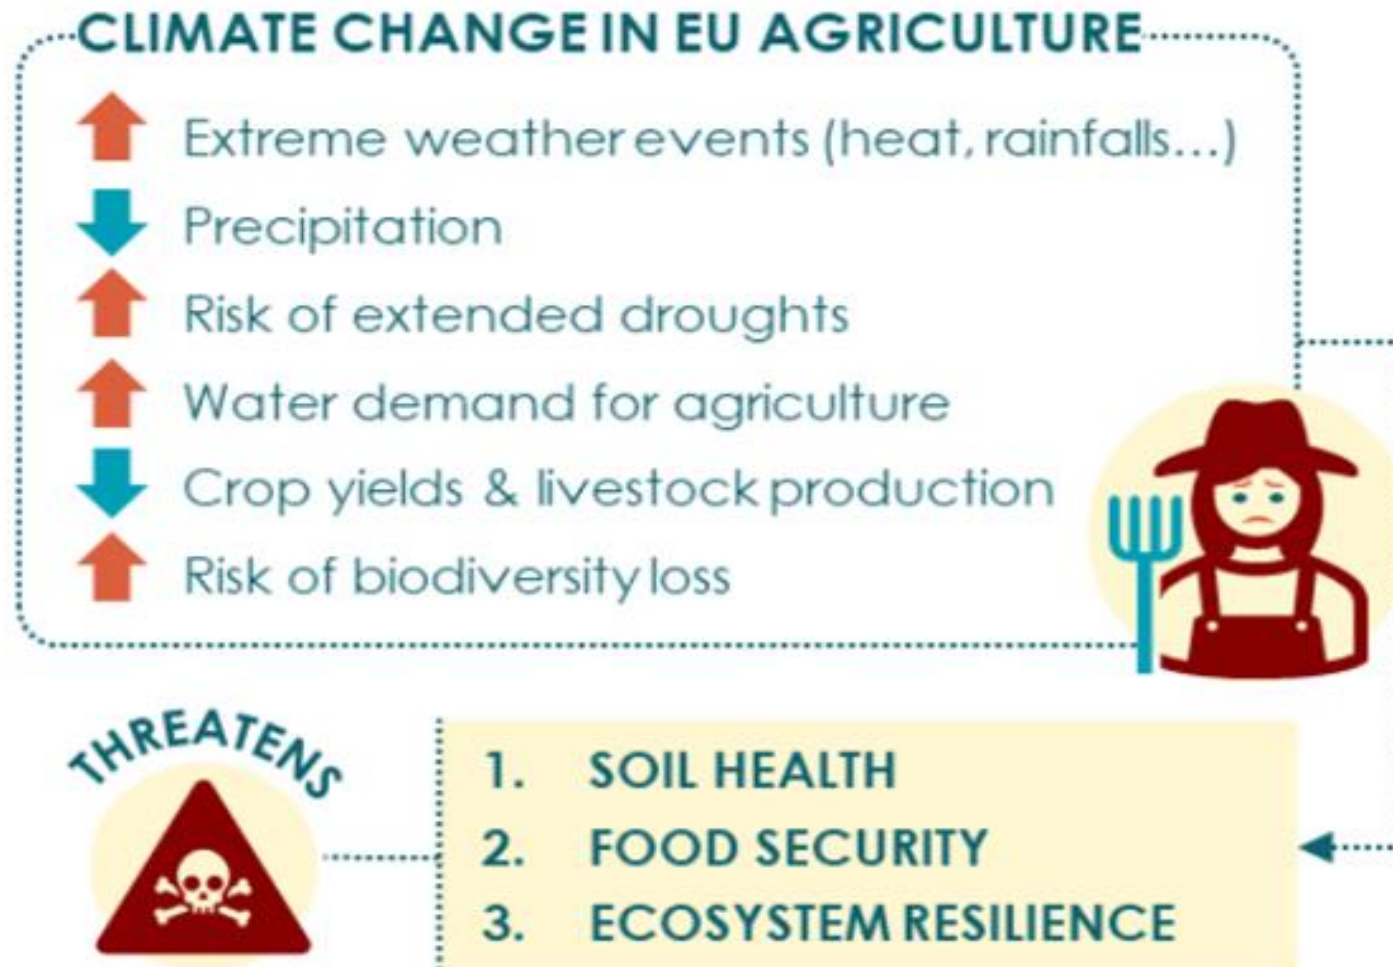 CLIMATE CHANGE IN EU AGRICULTURE
Extreme weather events (heat, rainfalls...)
Precipitation
Risk of extended droughts
Water demand for agriculture
Crop yields & livestock production
Risk of biodiversity loss
THREATENS
1. SOIL HEALTH
2. FOOD SECURITY
3. ECOSYSTEM RESILIENCE